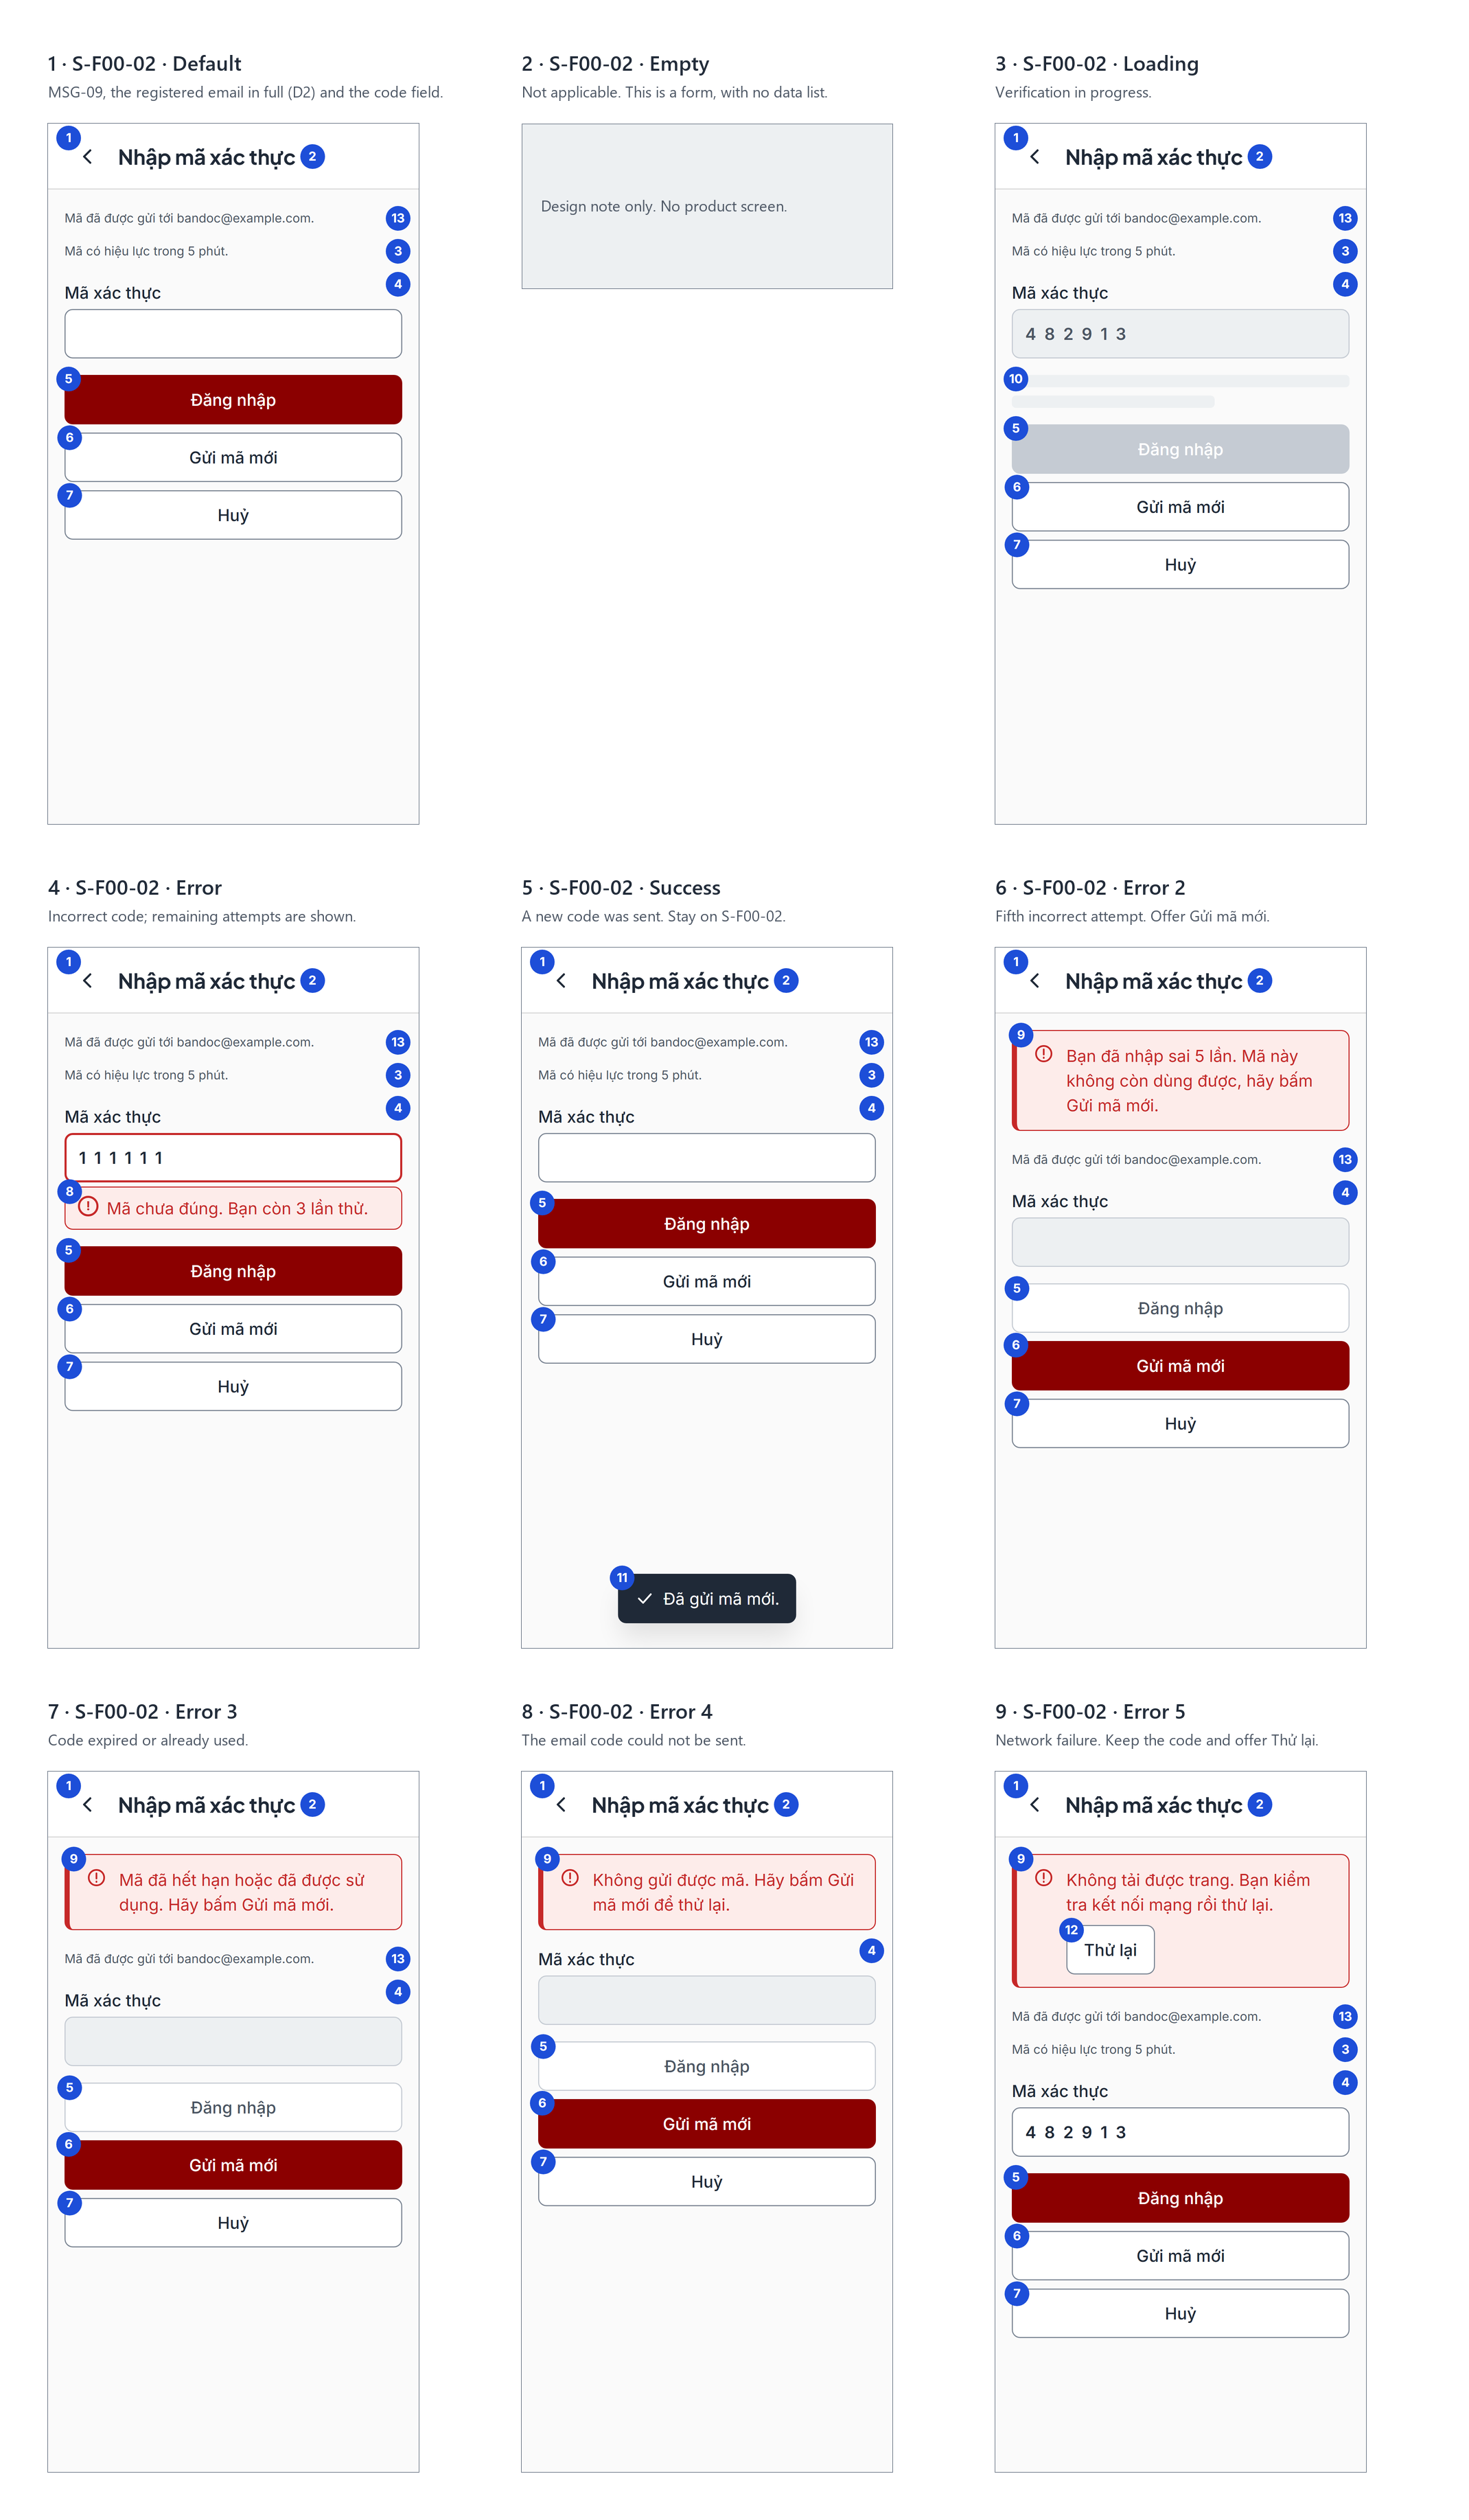 1 · S-F00-02 · Default
MSG-09, the registered email in full (D2) and the code field.
1
Nhập mã xác thực 2
Mã đã được gửi tới bandoc@example.com. 13
Mã có hiệu lực trong 5 phút. 3
Mã xác thực 4
5
Đăng nhập
6
Gửi mã mới
7
Huỷ
2 · S-F00-02 · Empty
Not applicable. This is a form, with no data list.
Design note only. No product screen.
3 · S-F00-02 · Loading
Verification in progress.
1
Nhập mã xác thực 2
Mã đã được gửi tới bandoc@example.com. 13
Mã có hiệu lực trong 5 phút. 3
Mã xác thực 4
4 8 2 9 1 3
10
5
Đăng nhập
6
Gửi mã mới
7
Huỷ
4 · S-F00-02 · Error
Incorrect code; remaining attempts are shown.
1
Nhập mã xác thực 2
Mã đã được gửi tới bandoc@example.com. 13
Mã có hiệu lực trong 5 phút. 3
Mã xác thực 4
1 1 1 1 1 1
8
Mã chưa đúng. Bạn còn 3 lần thử.
5
Đăng nhập
6
Gửi mã mới
7
Huỷ
5 · S-F00-02 · Success
A new code was sent. Stay on S-F00-02.
1
Nhập mã xác thực 2
Mã đã được gửi tới bandoc@example.com. 13
Mã có hiệu lực trong 5 phút. 3
Mã xác thực 4
5
Đăng nhập
6
Gửi mã mới
7
Huỷ
11
Đã gửi mã mới.
6 · S-F00-02 · Error 2
Fifth incorrect attempt. Offer Gửi mã mới.
1
Nhập mã xác thực 2
9
Bạn đã nhập sai 5 lần. Mã này
không còn dùng được, hãy bấm
Gửi mã mới.
Mã đã được gửi tới bandoc@example.com. 13
Mã xác thực 4
5
Đăng nhập
6
Gửi mã mới
7
Huỷ
7 · S-F00-02 · Error 3
Code expired or already used.
1
Nhập mã xác thực 2
9
Mã đã hết hạn hoặc đã được sử
dụng. Hãy bấm Gửi mã mới.
Mã đã được gửi tới bandoc@example.com. 13
Mã xác thực 4
5
Đăng nhập
6
Gửi mã mới
7
Huỷ
8 · S-F00-02 · Error 4
The email code could not be sent.
1
Nhập mã xác thực 2
9
Không gửi được mã. Hãy bấm Gửi
mã mới để thử lại.
Mã xác thực 4
5
Đăng nhập
6
Gửi mã mới
7
Huỷ
9 · S-F00-02 · Error 5
Network failure. Keep the code and offer Thử lại.
1
Nhập mã xác thực 2
9
Không tải được trang. Bạn kiểm
tra kết nối mạng rồi thử lại.
12
Thử lại
Mã đã được gửi tới bandoc@example.com. 13
Mã có hiệu lực trong 5 phút. 3
Mã xác thực 4
4 8 2 9 1 3
5
Đăng nhập
6
Gửi mã mới
7
Huỷ